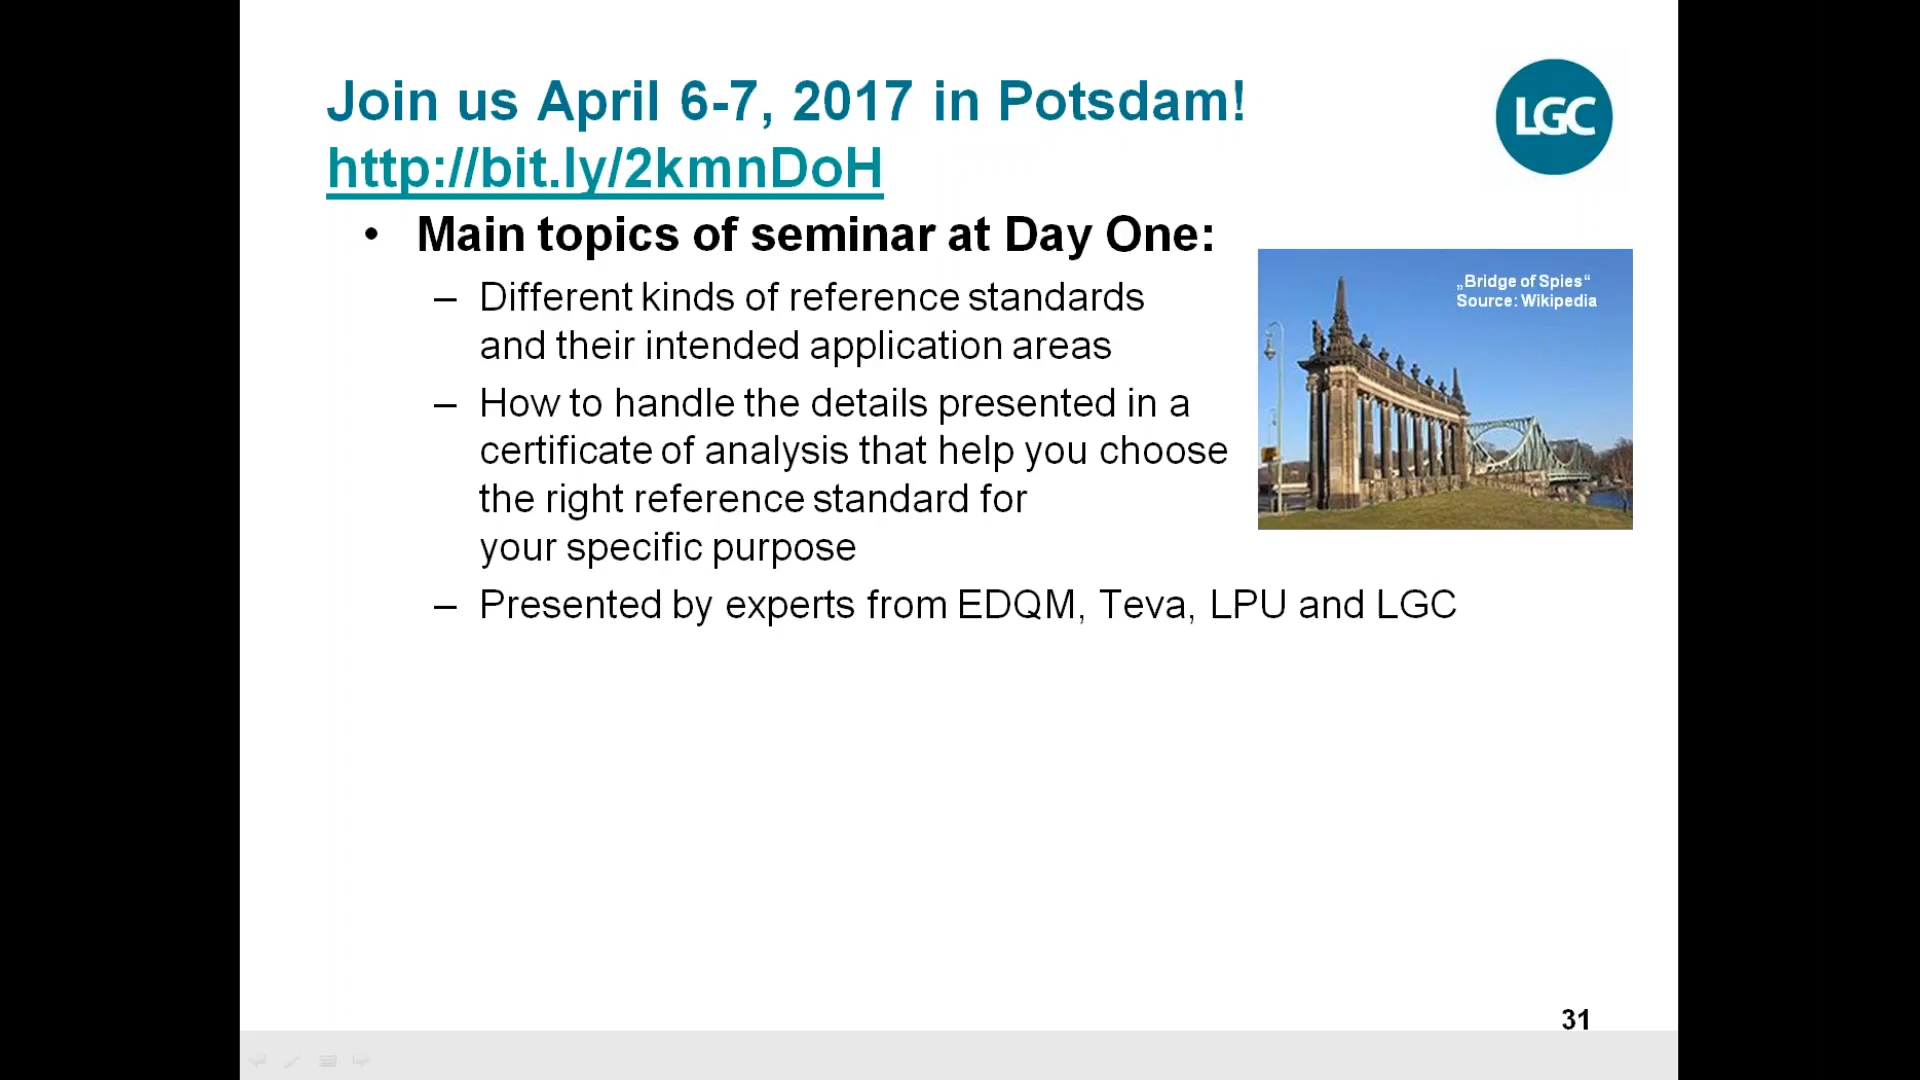 Join us April 6-7, 2017 in Potsdam!
http://bit.ly/2kmnDoH
LGC
• Main topics of seminar at Day One:
„Bridge of Spies“
Source: Wikipedia
– Different kinds of reference standards
and their intended application areas
– How to handle the details presented in a
certificate of analysis that help you choose
the right reference standard for
your specific purpose
– Presented by experts from EDQM, Teva, LPU and LGC
31